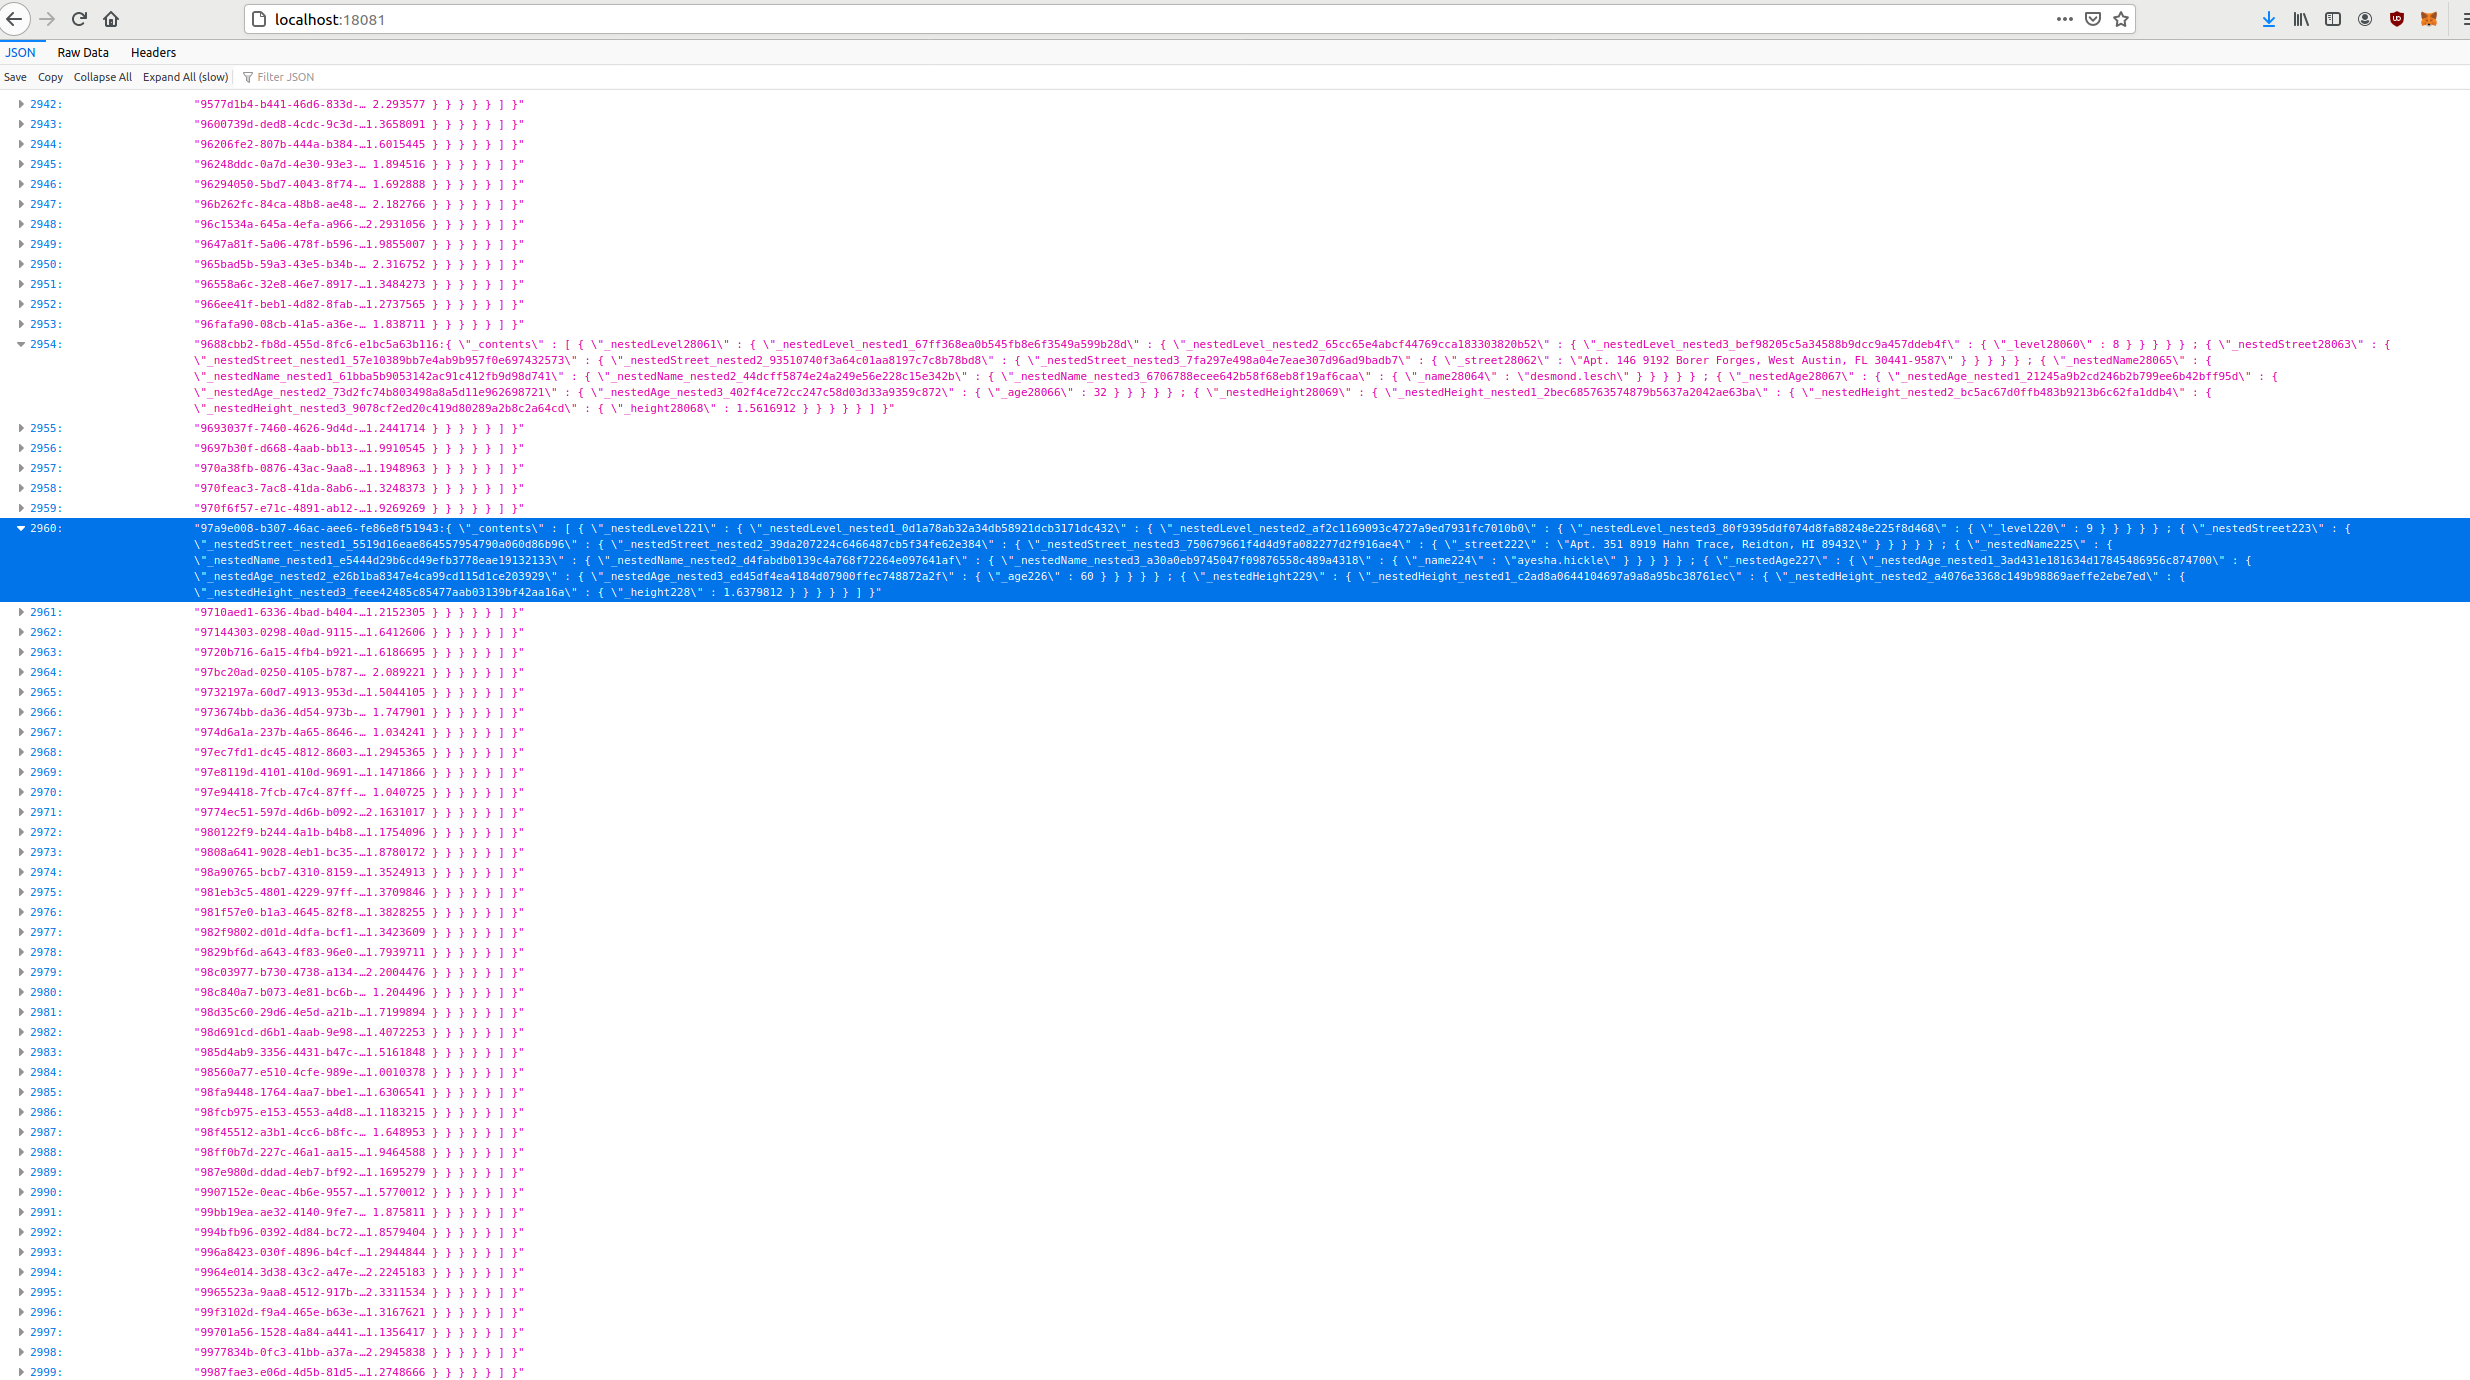 localhost:18081
JSON Raw Data Headers
Save Copy Collapse All Expand All (slow) Filter JSON
2942: "9577d1b4-b441-46d6-833d-… 2.293577 } } } } } ] }"
2943: "9600739d-ded8-4cdc-9c3d-…1.3658091 } } } } } ] }"
2944: "96206fe2-807b-444a-b384-…1.6015445 } } } } } ] }"
2945: "96248ddc-0a7d-4e30-93e3-… 1.894516 } } } } } ] }"
2946: "96294050-5bd7-4043-8f74-… 1.692888 } } } } } ] }"
2947: "96b262fc-84ca-48b8-ae48-… 2.182766 } } } } } ] }"
2948: "96c1534a-645a-4efa-a966-…2.2931056 } } } } } ] }"
2949: "9647a81f-5a06-478f-b596-…1.9855007 } } } } } ] }"
2950: "965bad5b-59a3-43e5-b34b-… 2.316752 } } } } } ] }"
2951: "96558a6c-32e8-46e7-8917-…1.3484273 } } } } } ] }"
2952: "966ee41f-beb1-4d82-8fab-…1.2737565 } } } } } ] }"
2953: "96fafa90-08cb-41a5-a36e-… 1.838711 } } } } } ] }"
2954: "9688cbb2-fb8d-455d-8fc6-e1bc5a63b116:{ \"_contents\" : [ { \"_nestedLevel28061\" : { \"_nestedLevel_nested1_67ff368ea0b545fb8e6f3549a599b28d\" : { \"_nestedLevel_nested2_65cc65e4abcf44769cca183303820b52\" : { \"_nestedLevel_nested3_bef98205c5a34588b9dcc9a457ddeb4f\" : { \"_level28060\" : 8 } } } } } ; { \"_nestedStreet28063\" : {
\"_nestedStreet_nested1_57e10389bb7e4ab9b957f0e697432573\" : { \"_nestedStreet_nested2_93510740f3a64c01aa8197c7c8b78bd8\" : { \"_nestedStreet_nested3_7fa297e498a04e7eae307d96ad9badb7\" : { \"_street28062\" : \"Apt. 146 9192 Borer Forges, West Austin, FL 30441-9587\" } } } } } ; { \"_nestedName28065\" : {
\"_nestedName_nested1_61bba5b9053142ac91c412fb9d98d741\" : { \"_nestedName_nested2_44dcff5874e24a249e56e228c15e342b\" : { \"_nestedName_nested3_6706788ecee642b58f68eb8f19af6caa\" : { \"_name28064\" : \"desmond.lesch\" } } } } } ; { \"_nestedAge28067\" : { \"_nestedAge_nested1_21245a9b2cd246b2b799ee6b42bff95d\" : {
\"_nestedAge_nested2_73d2fc74b803498a8a5d11e962698721\" : { \"_nestedAge_nested3_402f4ce72cc247c58d03d33a9359c872\" : { \"_age28066\" : 32 } } } } } ; { \"_nestedHeight28069\" : { \"_nestedHeight_nested1_2bec685763574879b5637a2042ae63ba\" : { \"_nestedHeight_nested2_bc5ac67d0ffb483b9213b6c62fa1ddb4\" : {
\"_nestedHeight_nested3_9078cf2ed20c419d80289a2b8c2a64cd\" : { \"_height28068\" : 1.5616912 } } } } } ] }"
2955: "9693037f-7460-4626-9d4d-…1.2441714 } } } } } ] }"
2956: "9697b30f-d668-4aab-bb13-…1.9910545 } } } } } ] }"
2957: "970a38fb-0876-43ac-9aa8-…1.1948963 } } } } } ] }"
2958: "970feac3-7ac8-41da-8ab6-…1.3248373 } } } } } ] }"
2959: "970f6f57-e71c-4891-ab12-…1.9269269 } } } } } ] }"
2960: "97a9e008-b307-46ac-aee6-fe86e8f51943:{ \"_contents\" : [ { \"_nestedLevel221\" : { \"_nestedLevel_nested1_0d1a78ab32a34db58921dcb3171dc432\" : { \"_nestedLevel_nested2_af2c1169093c4727a9ed7931fc7010b0\" : { \"_nestedLevel_nested3_80f9395ddf074d8fa88248e225f8d468\" : { \"_level220\" : 9 } } } } } ; { \"_nestedStreet223\" : {
\"_nestedStreet_nested1_5519d16eae864557954790a060d86b96\" : { \"_nestedStreet_nested2_39da207224c6466487cb5f34fe62e384\" : { \"_nestedStreet_nested3_750679661f4d4d9fa082277d2f916ae4\" : { \"_street222\" : \"Apt. 351 8919 Hahn Trace, Reidton, HI 89432\" } } } } } ; { \"_nestedName225\" : {
\"_nestedName_nested1_e5444d29b6cd49efb3778eae19132133\" : { \"_nestedName_nested2_d4fabdb0139c4a768f72264e097641af\" : { \"_nestedName_nested3_a30a0eb9745047f09876558c489a4318\" : { \"_name224\" : \"ayesha.hickle\" } } } } } ; { \"_nestedAge227\" : { \"_nestedAge_nested1_3ad431e181634d17845486956c874700\" : {
\"_nestedAge_nested2_e26b1ba8347e4ca99cd115d1ce203929\" : { \"_nestedAge_nested3_ed45df4ea4184d07900ffec748872a2f\" : { \"_age226\" : 60 } } } } } ; { \"_nestedHeight229\" : { \"_nestedHeight_nested1_c2ad8a0644104697a9a8a95bc38761ec\" : { \"_nestedHeight_nested2_a4076e3368c149b98869aeffe2ebe7ed\" : {
\"_nestedHeight_nested3_feee42485c85477aab03139bf42aa16a\" : { \"_height228\" : 1.6379812 } } } } } ] }"
2961: "9710aed1-6336-4bad-b404-…1.2152305 } } } } } ] }"
2962: "97144303-0298-40ad-9115-…1.6412606 } } } } } ] }"
2963: "9720b716-6a15-4fb4-b921-…1.6186695 } } } } } ] }"
2964: "97bc20ad-0250-4105-b787-… 2.089221 } } } } } ] }"
2965: "9732197a-60d7-4913-953d-…1.5044105 } } } } } ] }"
2966: "973674bb-da36-4d54-973b-… 1.747901 } } } } } ] }"
2967: "974d6a1a-237b-4a65-8646-… 1.034241 } } } } } ] }"
2968: "97ec7fd1-dc45-4812-8603-…1.2945365 } } } } } ] }"
2969: "97e8119d-4101-410d-9691-…1.1471866 } } } } } ] }"
2970: "97e94418-7fcb-47c4-87ff-… 1.040725 } } } } } ] }"
2971: "9774ec51-597d-4d6b-b092-…2.1631017 } } } } } ] }"
2972: "980122f9-b244-4a1b-b4b8-…1.1754096 } } } } } ] }"
2973: "9808a641-9028-4eb1-bc35-…1.8780172 } } } } } ] }"
2974: "98a90765-bcb7-4310-8159-…1.3524913 } } } } } ] }"
2975: "981eb3c5-4801-4229-97ff-…1.3709846 } } } } } ] }"
2976: "981f57e0-b1a3-4645-82f8-…1.3828255 } } } } } ] }"
2977: "982f9802-d01d-4dfa-bcf1-…1.3423609 } } } } } ] }"
2978: "9829bf6d-a643-4f83-96e0-…1.7939711 } } } } } ] }"
2979: "98c03977-b730-4738-a134-…2.2004476 } } } } } ] }"
2980: "98c840a7-b073-4e81-bc6b-… 1.204496 } } } } } ] }"
2981: "98d35c60-29d6-4e5d-a21b-…1.7199894 } } } } } ] }"
2982: "98d691cd-d6b1-4aab-9e98-…1.4072253 } } } } } ] }"
2983: "985d4ab9-3356-4431-b47c-…1.5161848 } } } } } ] }"
2984: "98560a77-e510-4cfe-989e-…1.0010378 } } } } } ] }"
2985: "98fa9448-1764-4aa7-bbe1-…1.6306541 } } } } } ] }"
2986: "98fcb975-e153-4553-a4d8-…1.1183215 } } } } } ] }"
2987: "98f45512-a3b1-4cc6-b8fc-… 1.648953 } } } } } ] }"
2988: "98ff0b7d-227c-46a1-aa15-…1.9464588 } } } } } ] }"
2989: "987e980d-ddad-4eb7-bf92-…1.1695279 } } } } } ] }"
2990: "9907152e-0eac-4b6e-9557-…1.5770012 } } } } } ] }"
2991: "99bb19ea-ae32-4140-9fe7-… 1.875811 } } } } } ] }"
2992: "994bfb96-0392-4d84-bc72-…1.8579404 } } } } } ] }"
2993: "996a8423-030f-4896-b4cf-…1.2944844 } } } } } ] }"
2994: "9964e014-3d38-43c2-a47e-…2.2245183 } } } } } ] }"
2995: "9965523a-9aa8-4512-917b-…2.3311534 } } } } } ] }"
2996: "99f3102d-f9a4-465e-b63e-…1.3167621 } } } } } ] }"
2997: "99701a56-1528-4a84-a441-…1.1356417 } } } } } ] }"
2998: "9977834b-0fc3-41bb-a37a-…2.2945838 } } } } } ] }"
2999: "9987fae3-e06d-4d5b-81d5-…1.2748666 } } } } } ] }"